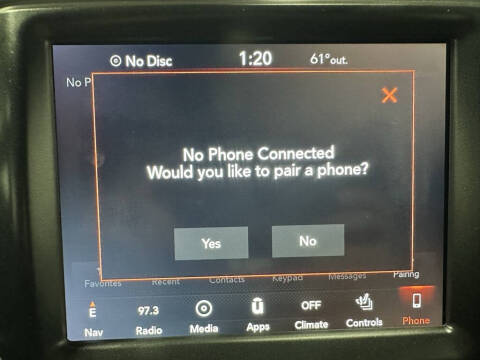 No Disc 1:20 61°out.
No P
No Phone Connected
Would you like to pair a phone?
Yes No
Favorites Recent Contacts Keypad Messages Pairing
E 97.3 OFF
Nav Radio Media Apps Climate Controls Phone